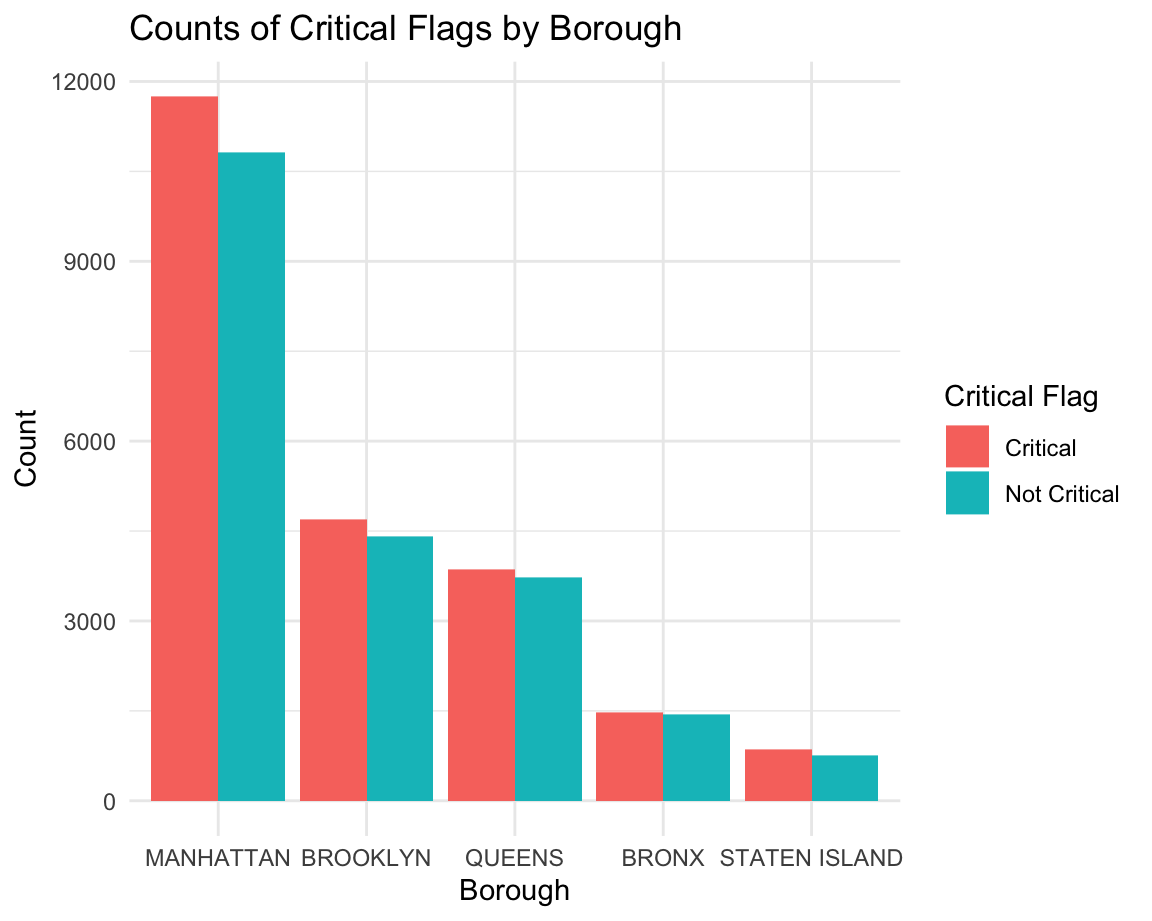 Counts of Critical Flags by Borough
12000
9000
6000
3000
0
Count
MANHATTAN BROOKLYN QUEENS BRONX STATEN ISLAND
Borough
Critical Flag
Critical
Not Critical